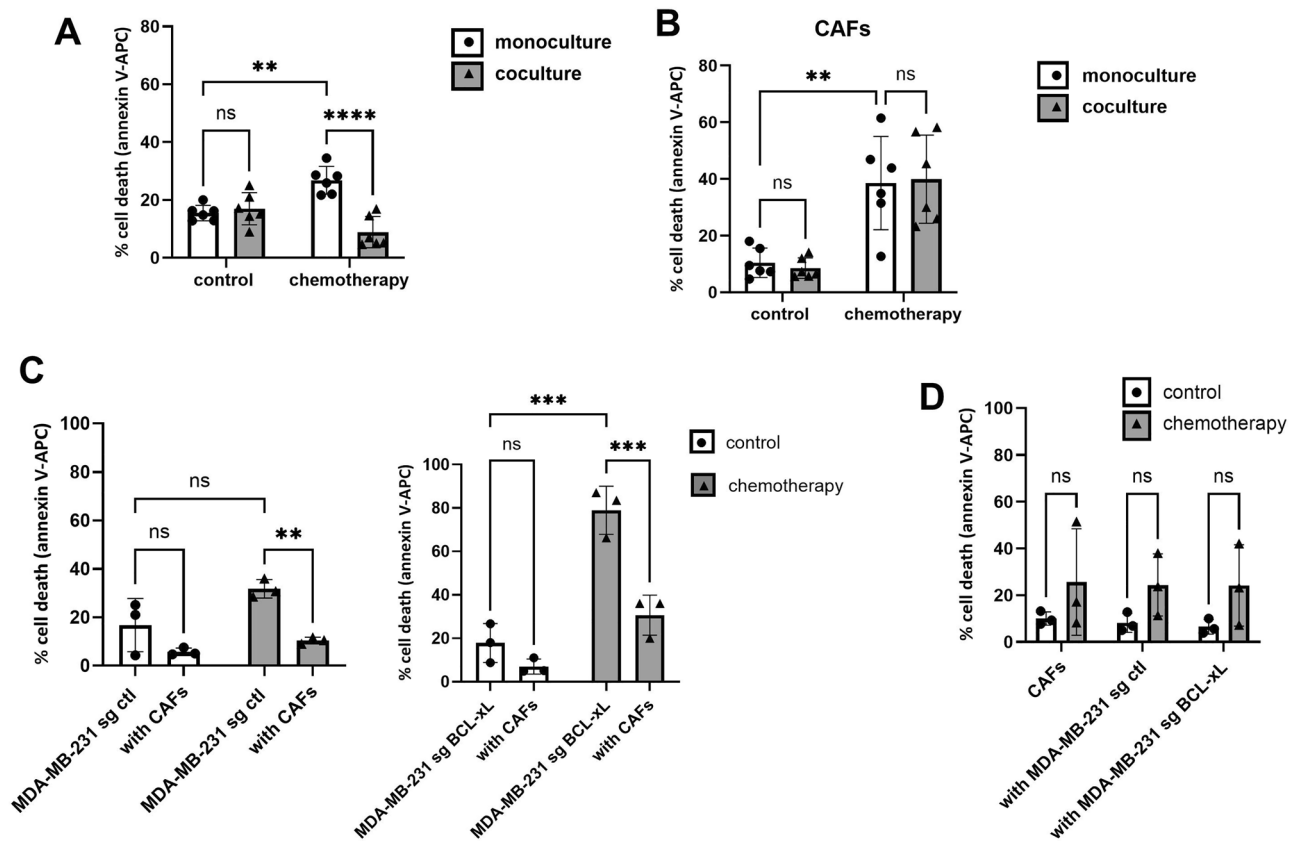 A
% cell death (annexin V-APC)
80
60
40
20
0
**
ns
****
control
chemotherapy
monoculture
coculture
B
CAFs
% cell death (annexin V-APC)
80
60
40
20
0
**
ns
ns
control
chemotherapy
monoculture
coculture
C
% cell death (annexin V-APC)
100
80
60
40
20
0
ns
ns
**
MDA-MB-231 sg ctl
with CAFs
MDA-MB-231 sg ctl
with CAFs
% cell death (annexin V-APC)
100
80
60
40
20
0
***
ns
***
MDA-MB-231 sg BCL-xL
with CAFs
MDA-MB-231 sg BCL-xL
with CAFs
control
chemotherapy
D
% cell death (annexin V-APC)
100
80
60
40
20
0
control
chemotherapy
ns
ns
ns
CAFs
with MDA-MB-231 sg ctl
with MDA-MB-231 sg BCL-xL